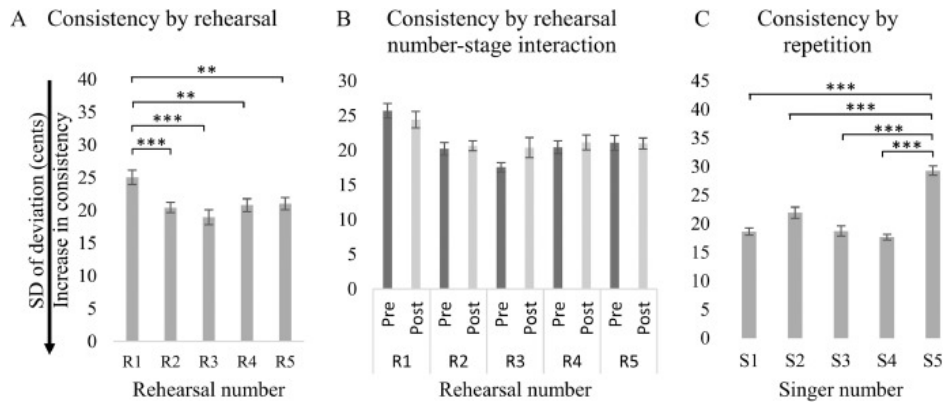 A Consistency by rehearsal
SD of deviation (cents)
Increase in consistency
40
35
30
25
20
15
10
5
0
**
**
***
***
R1 R2 R3 R4 R5
Rehearsal number
B Consistency by rehearsal
number-stage interaction
30
25
20
15
10
5
0
Pre Post Pre Post Pre Post Pre Post Pre Post
R1 R2 R3 R4 R5
Rehearsal number
C Consistency by
repetition
45
40
35
30
25
20
15
10
5
0
***
***
***
***
S1 S2 S3 S4 S5
Singer number